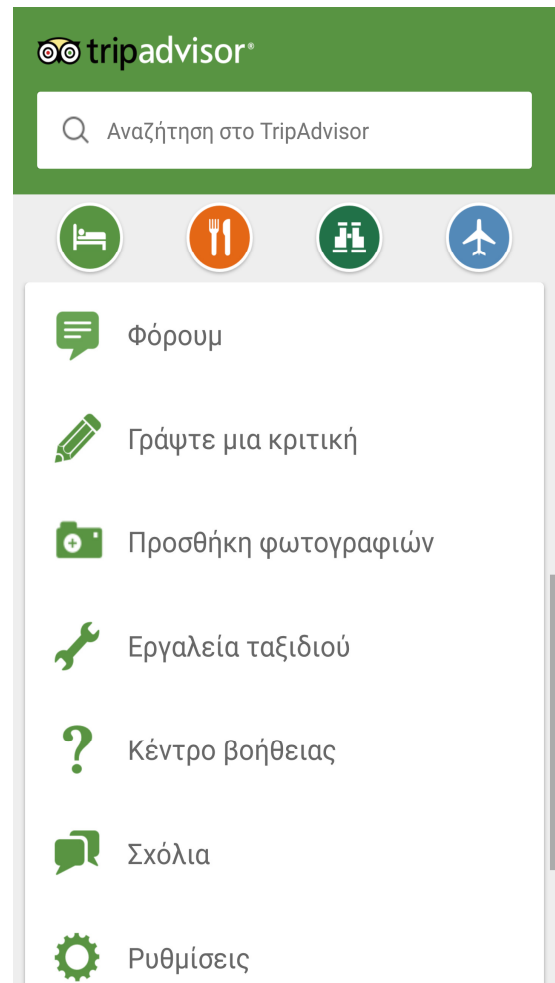 tripadvisor®
Αναζήτηση στο TripAdvisor
Φόρουμ
Γράψτε μια κριτική
Προσθήκη φωτογραφιών
Εργαλεία ταξιδιού
Κέντρο βοήθειας
Σχόλια
Ρυθμίσεις